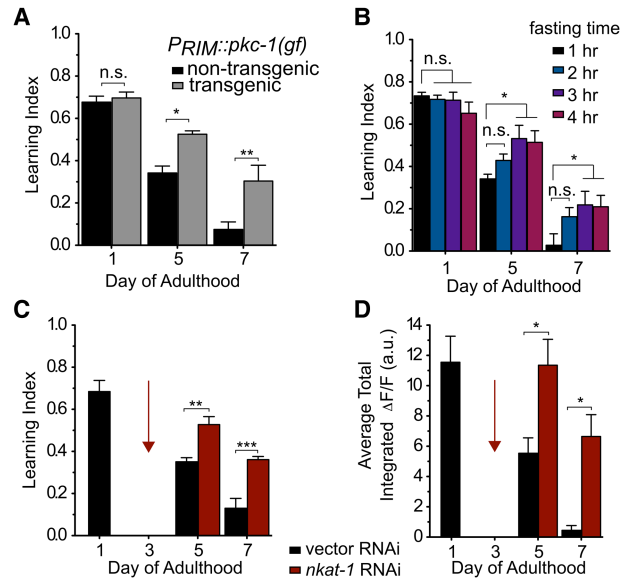 A
P_RIM::pkc-1(gf)
non-transgenic
transgenic
Learning Index
1.0
0.8
0.6
0.4
0.2
0.0
n.s.
*
**
1 5 7
Day of Adulthood
B
fasting time
1 hr
2 hr
3 hr
4 hr
Learning Index
1.0
0.8
0.6
0.4
0.2
0.0
n.s.
*
n.s.
*
n.s.
1 5 7
Day of Adulthood
C
Learning Index
1.0
0.8
0.6
0.4
0.2
0.0
**
***
1 3 5 7
Day of Adulthood
vector RNAi
nkat-1 RNAi
D
Average Total
Integrated ΔF/F (a.u.)
14
12
10
8
6
4
2
0
*
*
1 3 5 7
Day of Adulthood